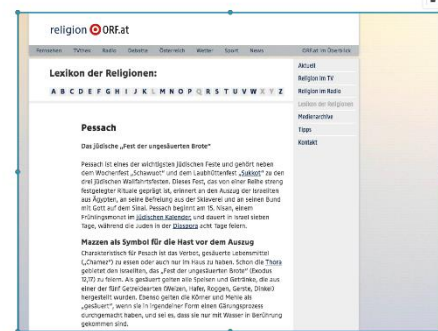 religion ORF.at
Fernsehen TVthek Radio Debatte Österreich Wetter Sport News ORF.at im Überblick
Lexikon der Religionen:
A B C D E F G H I J K L M N O P Q R S T U V W X Y Z
Aktuell
Religion im TV
Religion im Radio
Lexikon der Religionen
Medienarchive
Tipps
Kontakt
Pessach
Das jüdische „Fest der ungesäuerten Brote“
Pessach ist eines der wichtigsten jüdischen Feste und gehört neben
dem Wochenfest „Schawuot“ und dem Laubhüttenfest „Sukkot“ zu den
drei jüdischen Wallfahrtsfesten. Dieses Fest, das von einer Reihe streng
festgelegter Rituale geprägt ist, erinnert an den Auszug der Israeliten
aus Ägypten, an seine Befreiung aus der Sklaverei und an seinen Bund
mit Gott auf dem Sinai. Pessach beginnt am 15. Nisan, einem
Frühlingsmonat im jüdischen Kalender, und dauert in Israel sieben
Tage, während die Juden in der Diaspora acht Tage feiern.
Mazzen als Symbol für die Hast vor dem Auszug
Charakteristisch für Pessach ist das Verbot, gesäuerte Lebensmittel
(„Chamez“) zu essen oder auch nur im Haus zu haben. Schon die Thora
gebietet den Israeliten, das „Fest der ungesäuerten Brote“ (Exodus
12,17) zu feiern. Als gesäuert gelten alle Speisen und Getränke, die aus
einer der fünf Getreidearten (Weizen, Hafer, Roggen, Gerste, Dinkel)
hergestellt wurden. Ebenso gelten die Körner und Mehle als
„gesäuert“, wenn sie in irgendeiner Form einen Gärungsprozess
durchgemacht haben, und sei es, dass sie nur mit Wasser in Berührung
gekommen sind.